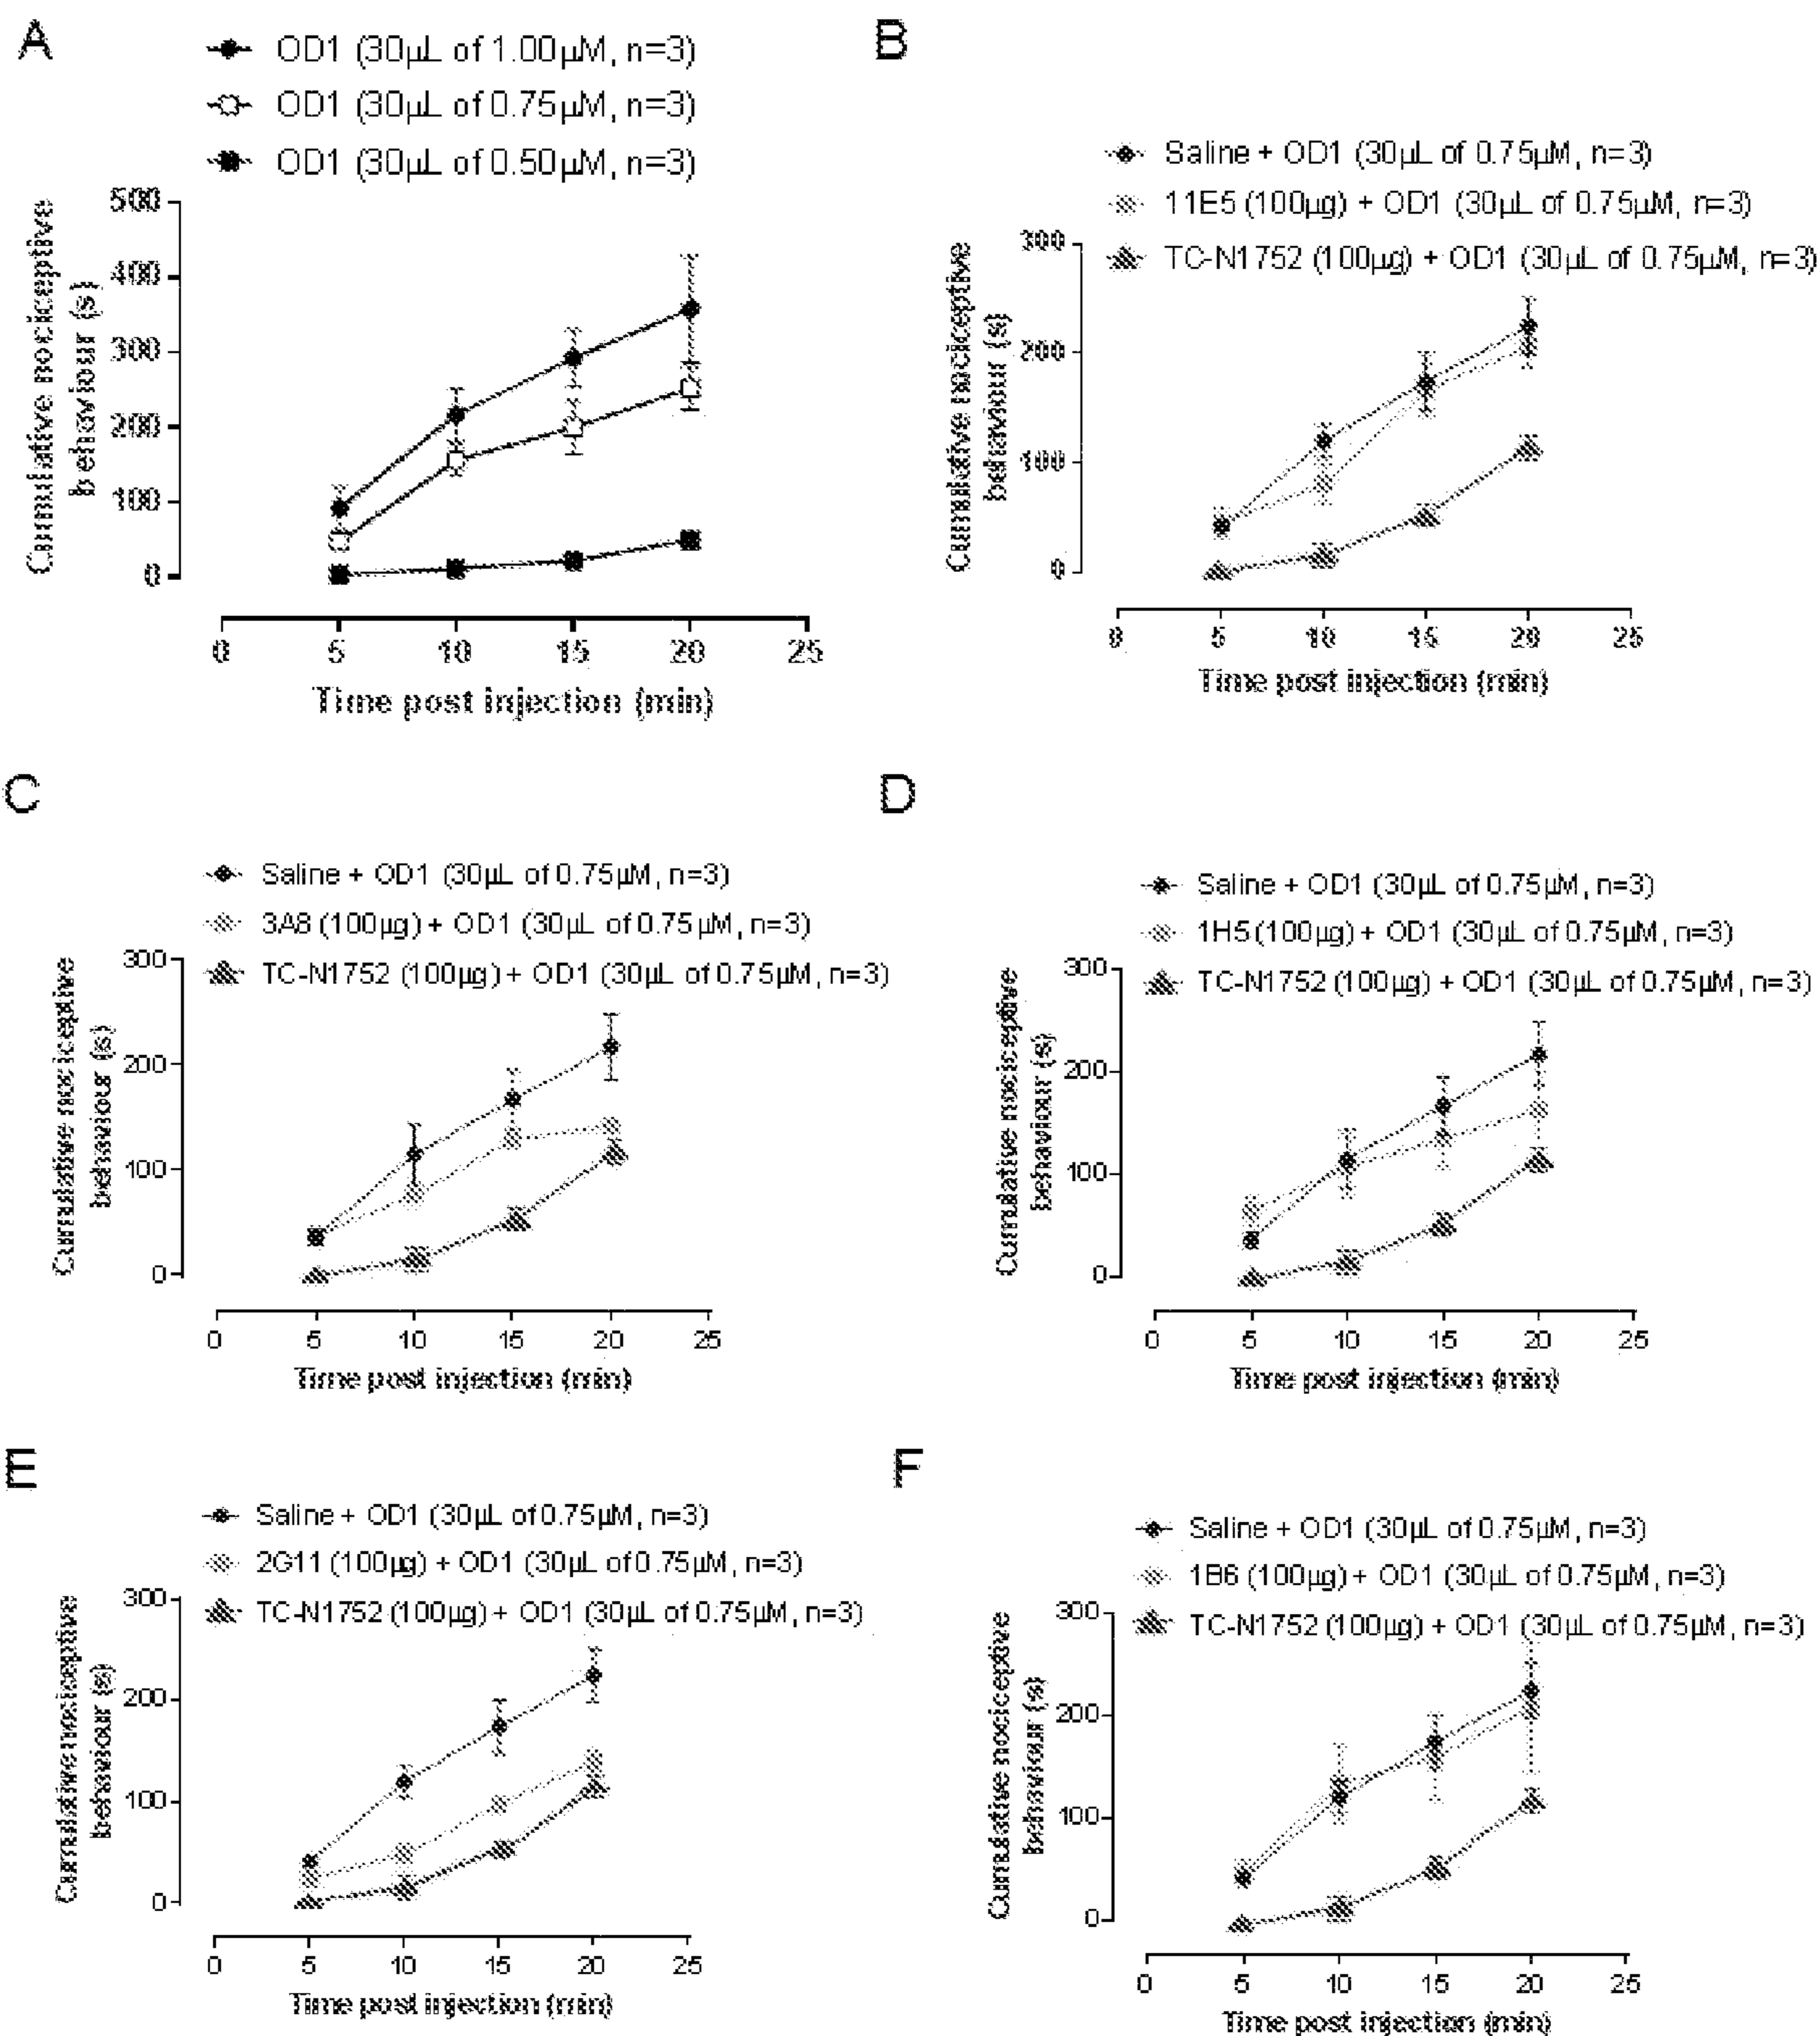 A
OD1 (30µL of 1.00µM, n=3)
OD1 (30µL of 0.75µM, n=3)
OD1 (30µL of 0.50µM, n=3)
Cumulative nociceptive
behaviour (s)
500
400
300
200
100
0
0 5 10 15 20 25
Time post injection (min)
B
Saline + OD1 (30µL of 0.75µM, n=3)
11E5 (100µg) + OD1 (30µL of 0.75µM, n=3)
TC-N1752 (100µg) + OD1 (30µL of 0.75µM, n=3)
Cumulative nociceptive
behaviour (s)
300
200
100
0
0 5 10 15 20 25
Time post injection (min)
C
Saline + OD1 (30µL of 0.75µM, n=3)
3A8 (100µg) + OD1 (30µL of 0.75µM, n=3)
TC-N1752 (100µg) + OD1 (30µL of 0.75µM, n=3)
Cumulative nociceptive
behaviour (s)
300
200
100
0
0 5 10 15 20 25
Time post injection (min)
D
Saline + OD1 (30µL of 0.75µM, n=3)
1H5 (100µg) + OD1 (30µL of 0.75µM, n=3)
TC-N1752 (100µg) + OD1 (30µL of 0.75µM, n=3)
Cumulative nociceptive
behaviour (s)
300
200
100
0
0 5 10 15 20 25
Time post injection (min)
E
Saline + OD1 (30µL of 0.75µM, n=3)
2G11 (100µg) + OD1 (30µL of 0.75µM, n=3)
TC-N1752 (100µg) + OD1 (30µL of 0.75µM, n=3)
Cumulative nociceptive
behaviour (s)
300
200
100
0
0 5 10 15 20 25
Time post injection (min)
F
Saline + OD1 (30µL of 0.75µM, n=3)
1B6 (100µg) + OD1 (30µL of 0.75µM, n=3)
TC-N1752 (100µg) + OD1 (30µL of 0.75µM, n=3)
Cumulative nociceptive
behaviour (s)
300
200
100
0
0 5 10 15 20 25
Time post injection (min)